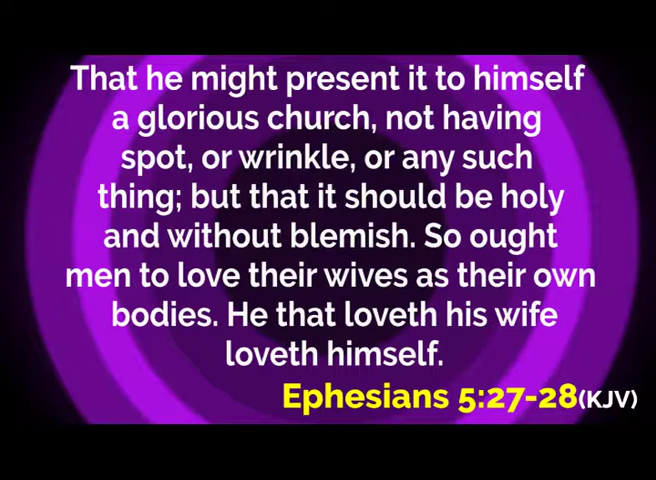 That he might present it to himself
a glorious church, not having
spot, or wrinkle, or any such
thing; but that it should be holy
and without blemish. So ought
men to love their wives as their own
bodies. He that loveth his wife
loveth himself.
Ephesians 5:27-28(KJV)